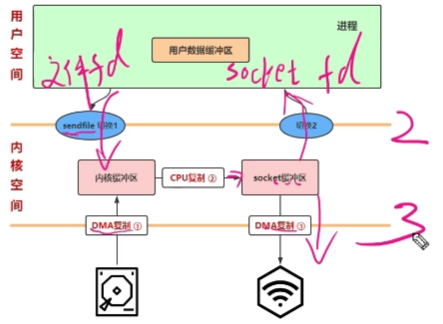 用户空间
进程
用户数据缓冲区
文件fd
socket fd
sendfile 切换1
切换2
2
内核空间
内核缓冲区
CPU复制 ②
socket缓冲区
DMA复制 ①
DMA复制 ③
3